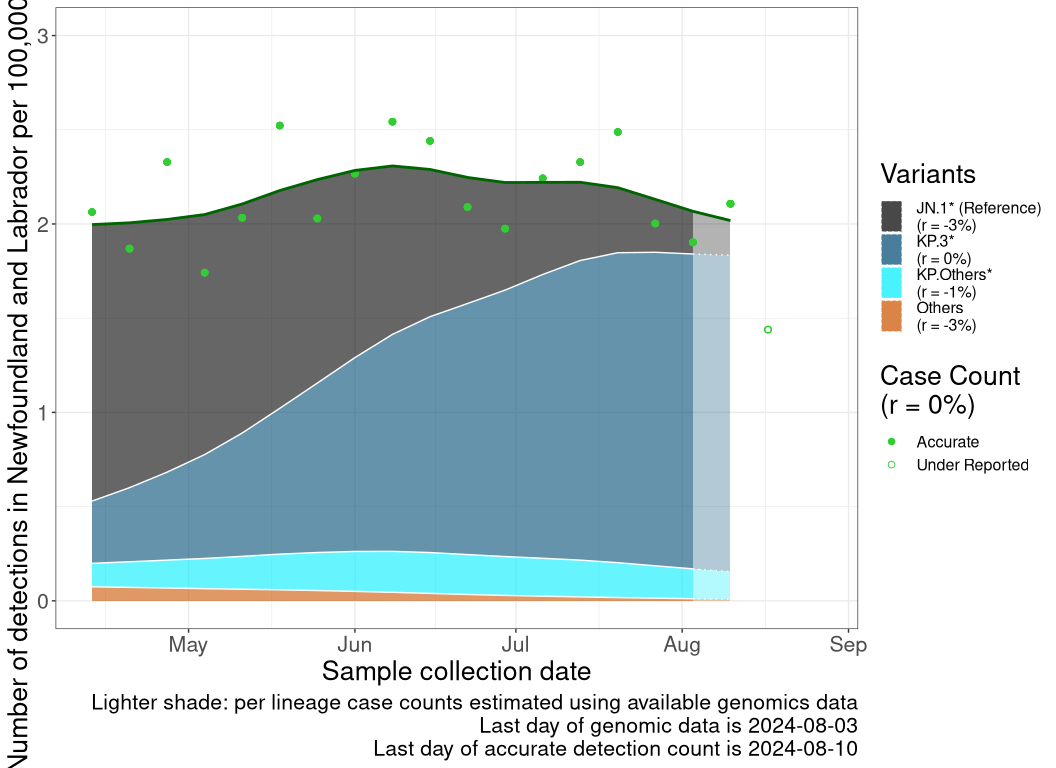 Number of detections in Newfoundland and Labrador per 100,000
3
2
1
0
May Jun Jul Aug Sep
Sample collection date
Lighter shade: per lineage case counts estimated using available genomics data
Last day of genomic data is 2024-08-03
Last day of accurate detection count is 2024-08-10
Variants
JN.1* (Reference)
(r = -3%)
KP.3*
(r = 0%)
KP.Others*
(r = -1%)
Others
(r = -3%)
Case Count
(r = 0%)
Accurate
Under Reported